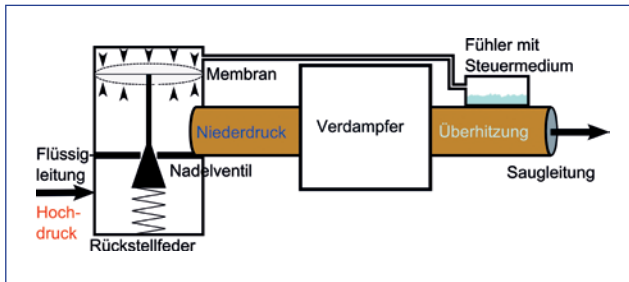 Fühler mit
Steuermedium
Membran
Niederdruck
Verdampfer
Überhitzung
Flüssig-
leitung
Nadelventil
Saugleitung
Hoch-
druck
Rückstellfeder